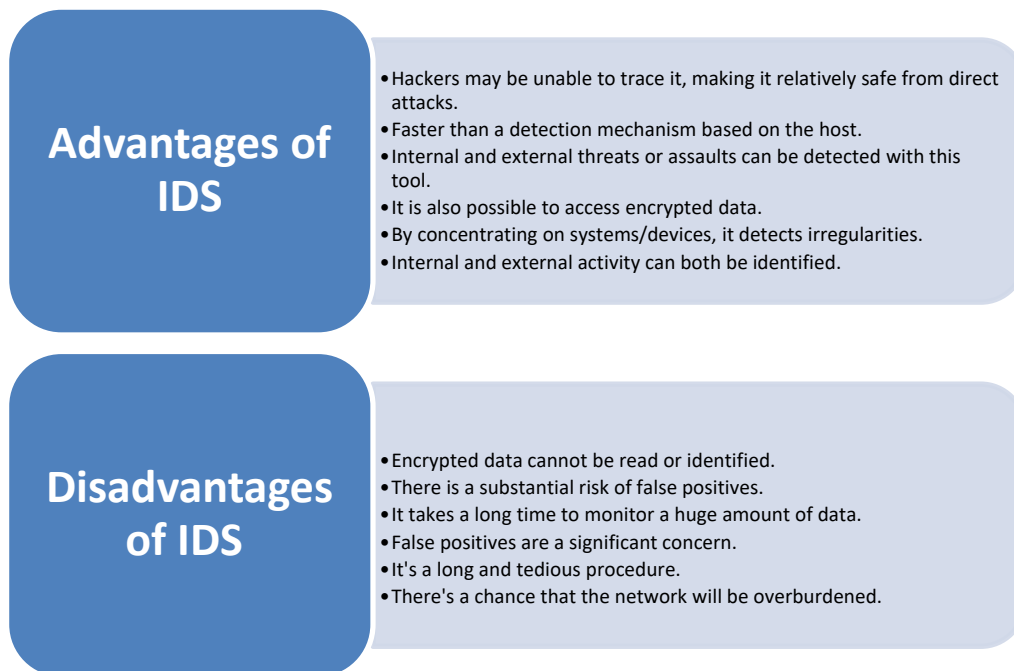 Advantages of
IDS
•Hackers may be unable to trace it, making it relatively safe from direct
attacks.
•Faster than a detection mechanism based on the host.
•Internal and external threats or assaults can be detected with this
tool.
•It is also possible to access encrypted data.
•By concentrating on systems/devices, it detects irregularities.
•Internal and external activity can both be identified.
Disadvantages
of IDS
•Encrypted data cannot be read or identified.
•There is a substantial risk of false positives.
•It takes a long time to monitor a huge amount of data.
•False positives are a significant concern.
•It's a long and tedious procedure.
•There's a chance that the network will be overburdened.